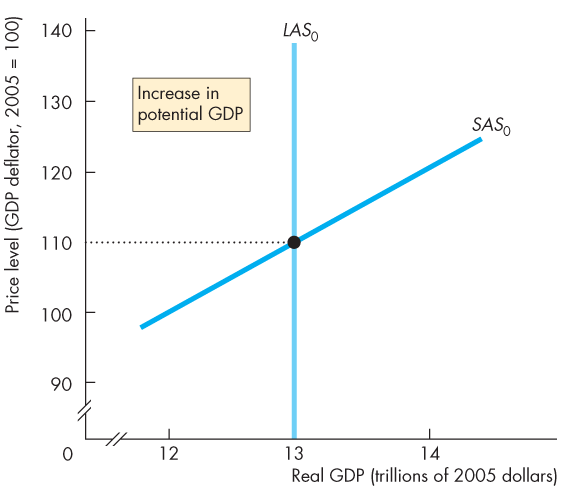 Price level (GDP deflator, 2005 = 100)
140
130
120
110
100
90
0
LAS0
Increase in
potential GDP
SAS0
12
13
14
Real GDP (trillions of 2005 dollars)